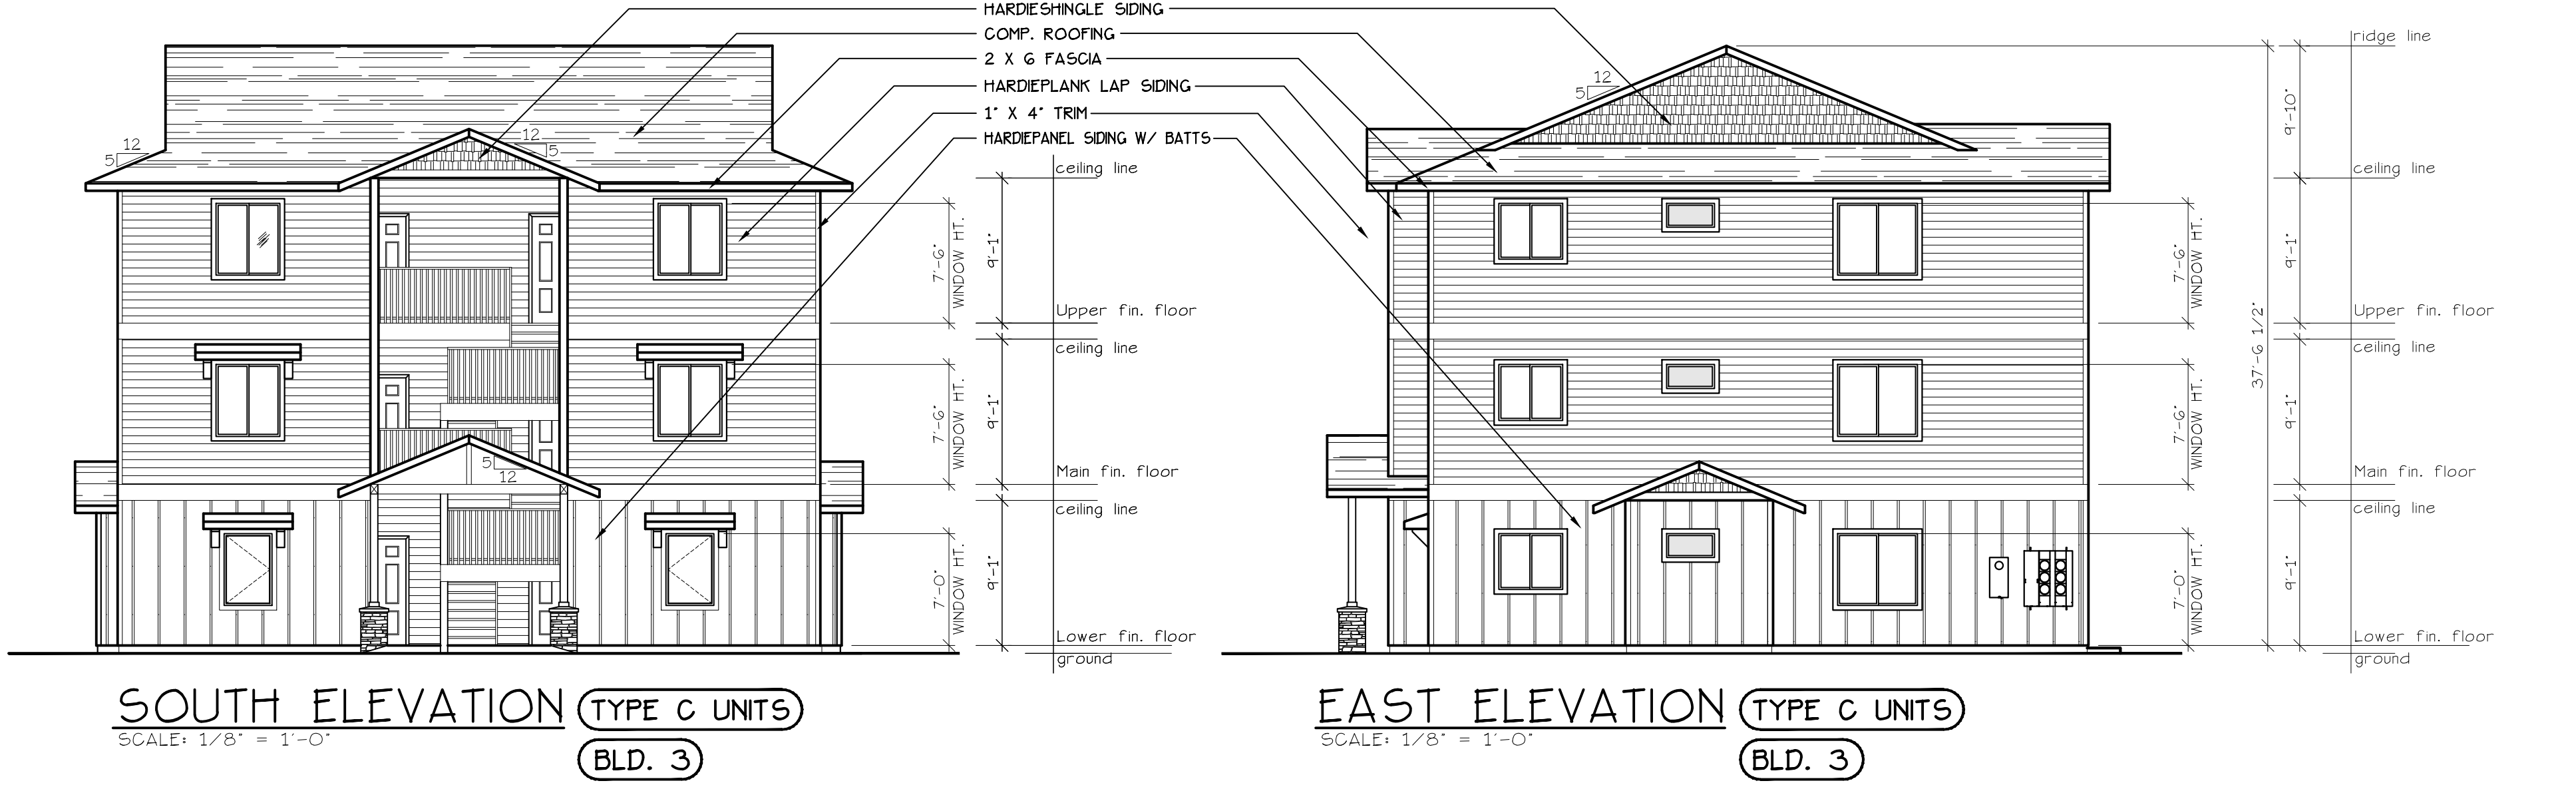 HARDIESHINGLE SIDING
COMP. ROOFING
2 X 6 FASCIA
HARDIEPLANK LAP SIDING
1" X 4" TRIM
HARDIEPANEL SIDING W/ BATTS
12
5
12
5
5
12
7'-6"
WINDOW HT.
7'-6"
WINDOW HT.
7'-0"
WINDOW HT.
9'-1"
9'-1"
9'-1"
ceiling line
Upper fin. floor
ceiling line
Main fin. floor
ceiling line
Lower fin. floor
ground
SOUTH ELEVATION
TYPE C UNITS
SCALE: 1/8" = 1'-0"
BLD. 3
12
5
7'-6"
WINDOW HT.
7'-6"
WINDOW HT.
7'-0"
WINDOW HT.
37'-6 1/2"
9'-10"
9'-1"
9'-1"
9'-1"
ridge line
ceiling line
Upper fin. floor
ceiling line
Main fin. floor
ceiling line
Lower fin. floor
ground
EAST ELEVATION
TYPE C UNITS
SCALE: 1/8" = 1'-0"
BLD. 3